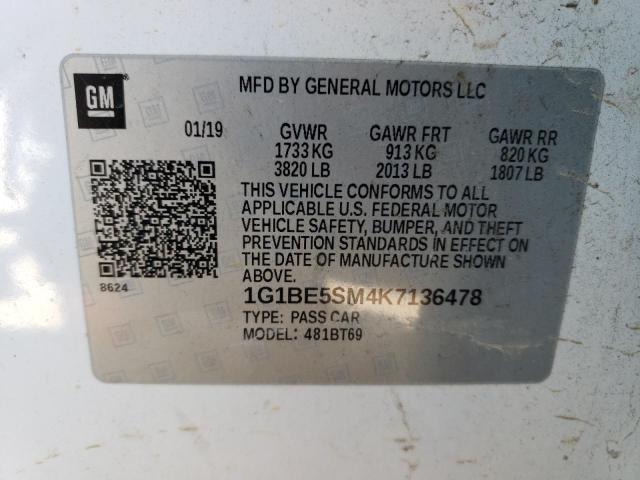 GM
MFD BY GENERAL MOTORS LLC
01/19 GVWR GAWR FRT GAWR RR
1733 KG 913 KG 820 KG
3820 LB 2013 LB 1807 LB
THIS VEHICLE CONFORMS TO ALL
APPLICABLE U.S. FEDERAL MOTOR
VEHICLE SAFETY, BUMPER, AND THEFT
PREVENTION STANDARDS IN EFFECT ON
THE DATE OF MANUFACTURE SHOWN
ABOVE.
8624
1G1BE5SM4K7136478
TYPE: PASS CAR
MODEL: 481BT69